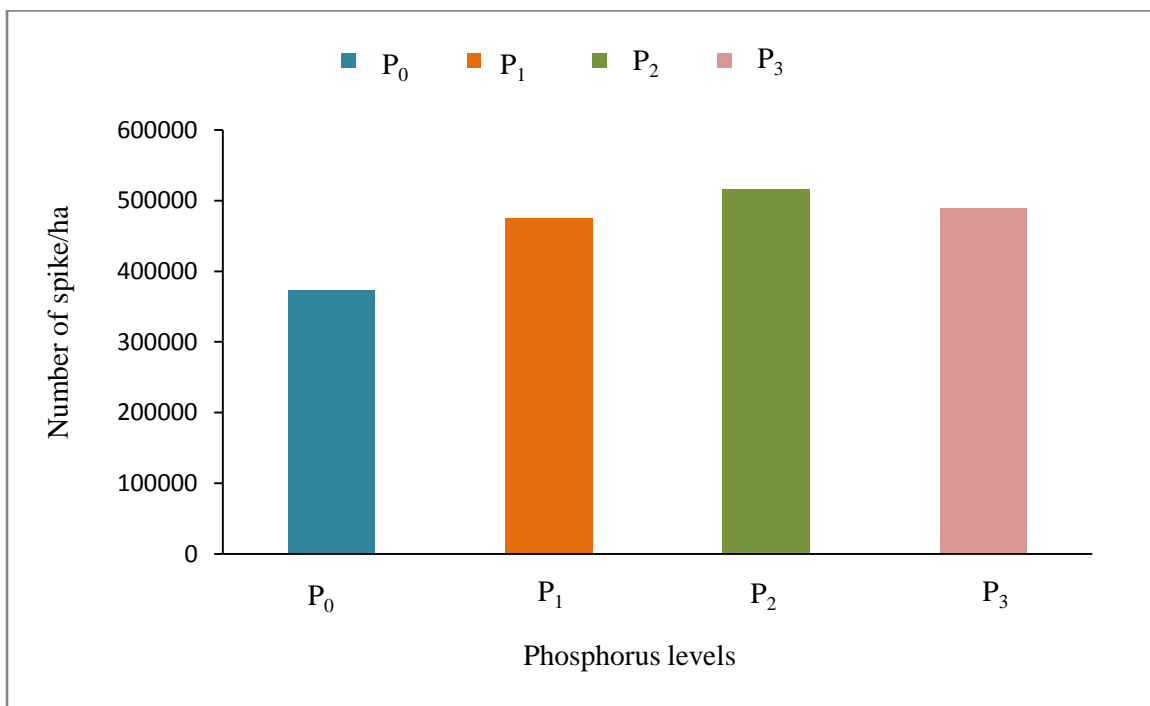 P₀ P₁ P₂ P₃
600000
500000
400000
300000
200000
100000
0
Number of spike/ha
P₀ P₁ P₂ P₃
Phosphorus levels